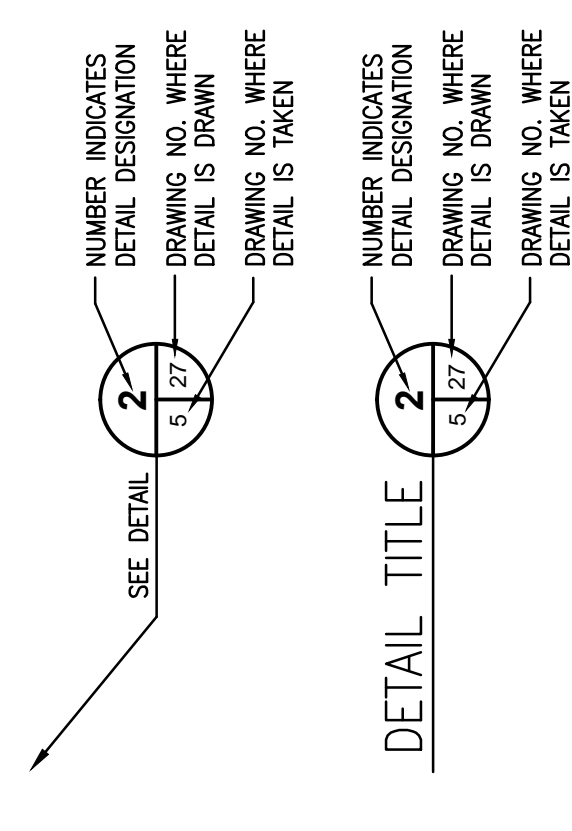 SEE DETAIL
2
5
27
NUMBER INDICATES
DETAIL DESIGNATION
DRAWING NO. WHERE
DETAIL IS DRAWN
DRAWING NO. WHERE
DETAIL IS TAKEN
DETAIL TITLE
2
5
27
NUMBER INDICATES
DETAIL DESIGNATION
DRAWING NO. WHERE
DETAIL IS DRAWN
DRAWING NO. WHERE
DETAIL IS TAKEN